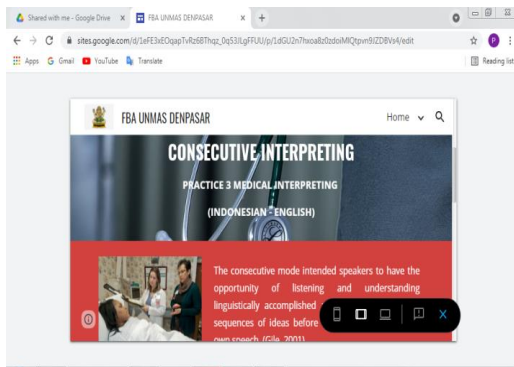 Shared with me - Google Drive
FBA UNMAS DENPASAR
sites.google.com/d/1eFE3xEOqapTvRz6BThqz_0q53JLgFFUU/p/1dGU2n7hxoa8z0zdoiMIQtpvn9JZDBVs4/edit
P
Apps
Gmail
YouTube
Translate
Reading list
FBA UNMAS DENPASAR
Home
CONSECUTIVE INTERPRETING
PRACTICE 3 MEDICAL INTERPRETING
(INDONESIAN - ENGLISH)
The consecutive mode intended speakers to have the
opportunity of listening and understanding
linguistically accomplished
sequences of ideas before
own speech. (Gile, 2001)